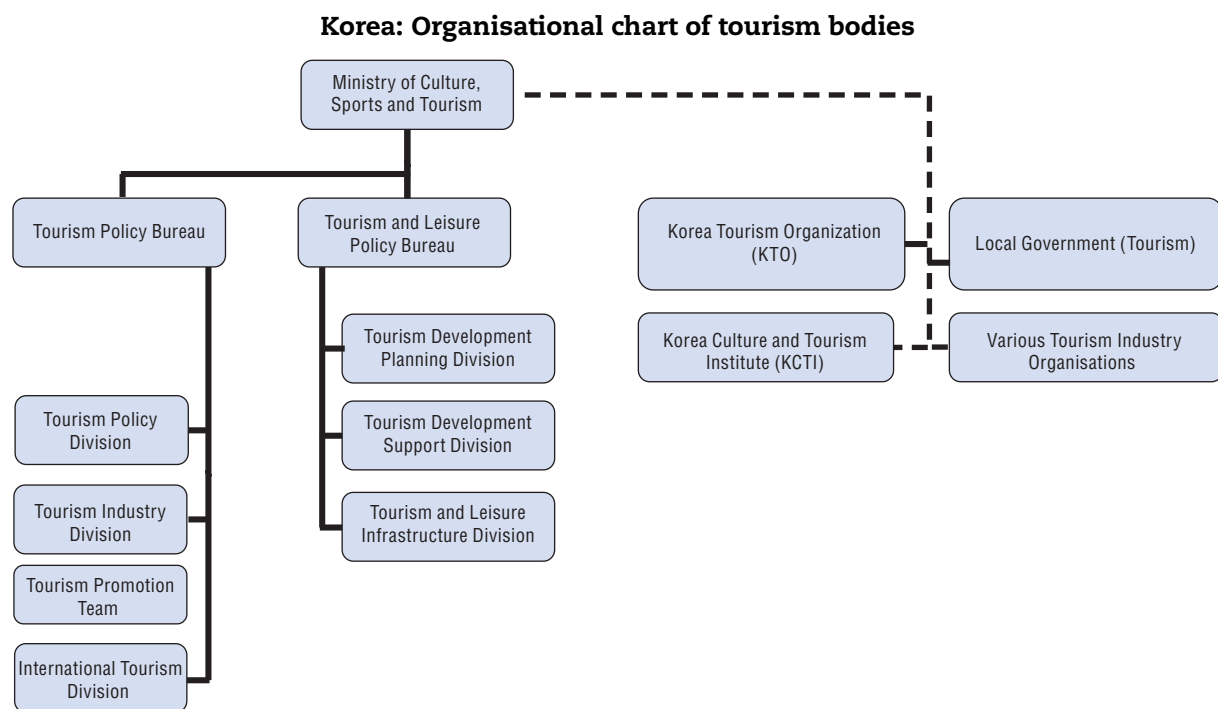 Korea: Organisational chart of tourism bodies
Ministry of Culture,
Sports and Tourism
Tourism Policy Bureau
Tourism and Leisure
Policy Bureau
Korea Tourism Organization
(KTO)
Local Government (Tourism)
Tourism Development
Planning Division
Korea Culture and Tourism
Institute (KCTI)
Various Tourism Industry
Organisations
Tourism Policy
Division
Tourism Development
Support Division
Tourism Industry
Division
Tourism and Leisure
Infrastructure Division
Tourism Promotion
Team
International Tourism
Division